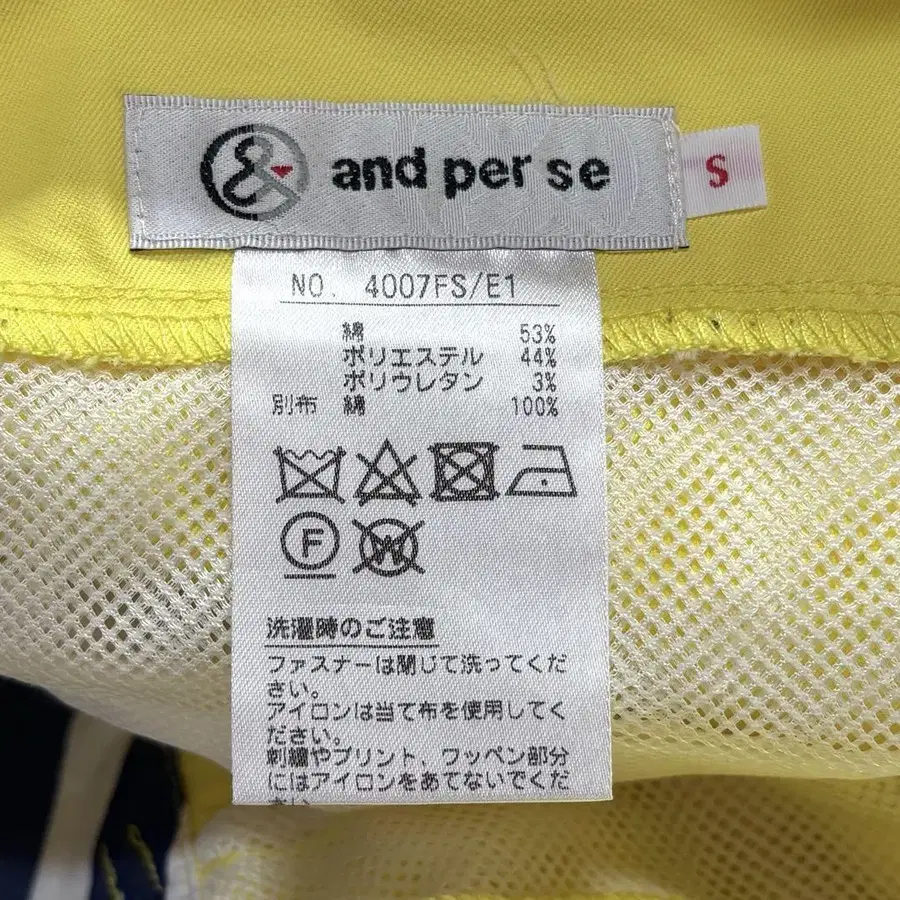 & and per se
S
NO. 4007FS/E1
綿 53%
ポリエステル 44%
ポリウレタン 3%
別布 綿 100%
F
W
洗濯時のご注意
ファスナーは閉じて洗ってくだ
さい。
アイロンは当て布を使用してく
ださい。
刺繍やプリント、ワッペン部分
にはアイロンをあてないでくだ
さい。